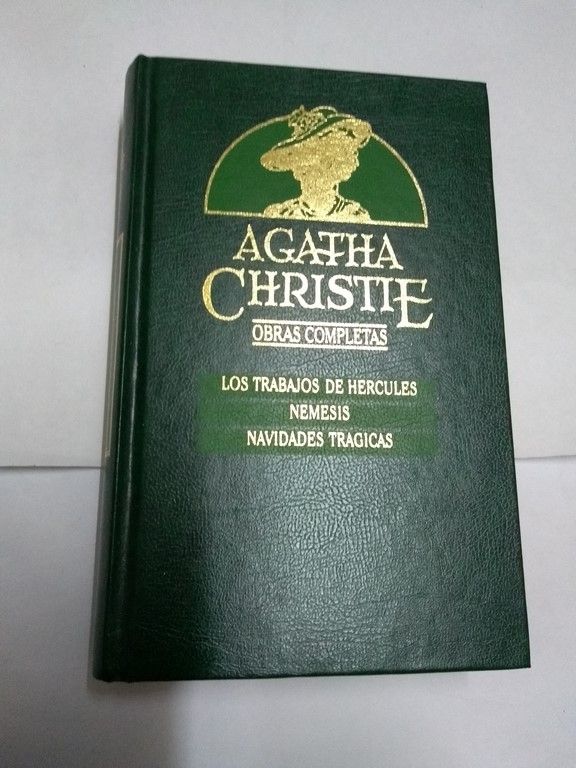 AGATHA
CHRISTIE
OBRAS COMPLETAS
LOS TRABAJOS DE HERCULES
NEMESIS
NAVIDADES TRAGICAS